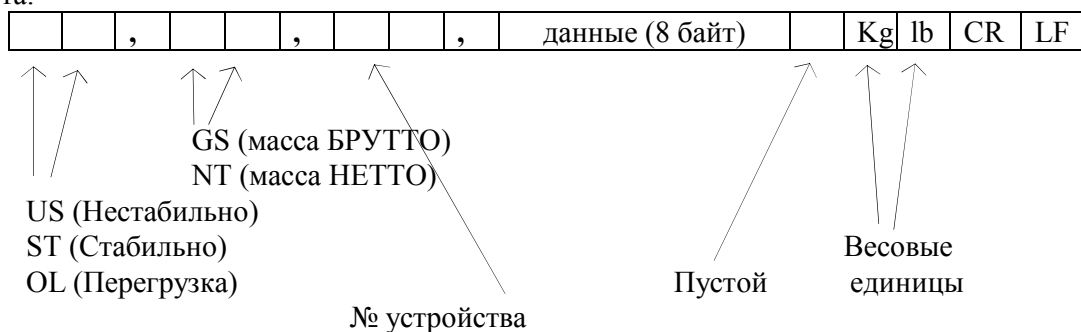 та.
, , , данные (8 байт) Kg lb CR LF
GS (масса БРУТТО)
NT (масса НЕТТО)
US (Нестабильно)
ST (Стабильно)
OL (Перегрузка)
№ устройства
Пустой
Весовые
единицы